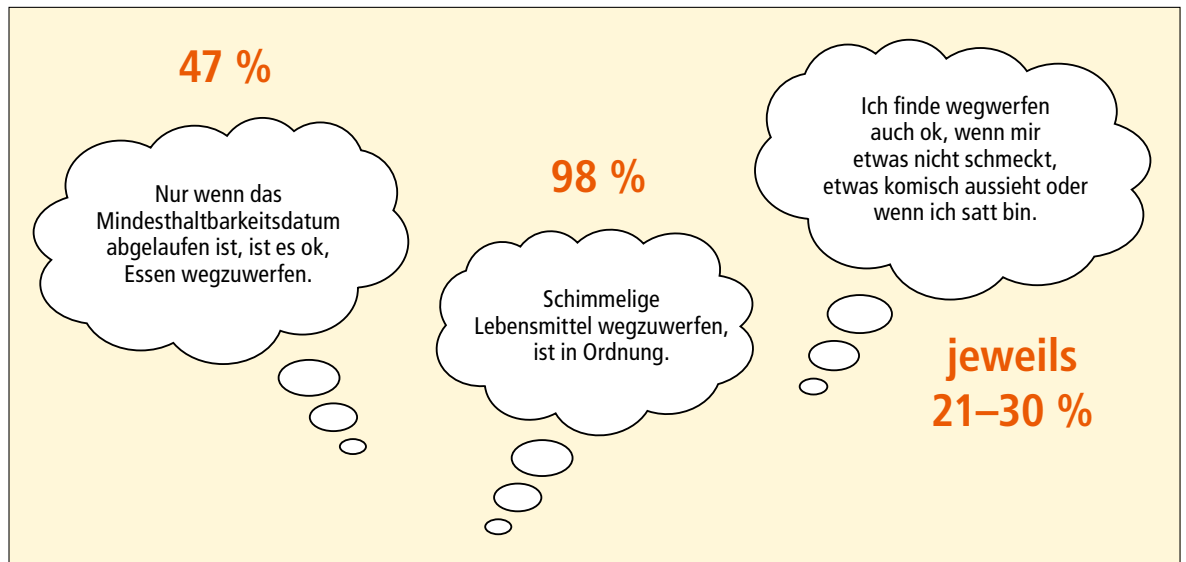 47 %
Nur wenn das
Mindesthaltbarkeitsdatum
abgelaufen ist, ist es ok,
Essen wegzuwerfen.
98 %
Schimmelige
Lebensmittel wegzuwerfen,
ist in Ordnung.
Ich finde wegwerfen
auch ok, wenn mir
etwas nicht schmeckt,
etwas komisch aussieht oder
wenn ich satt bin.
jeweils
21–30 %